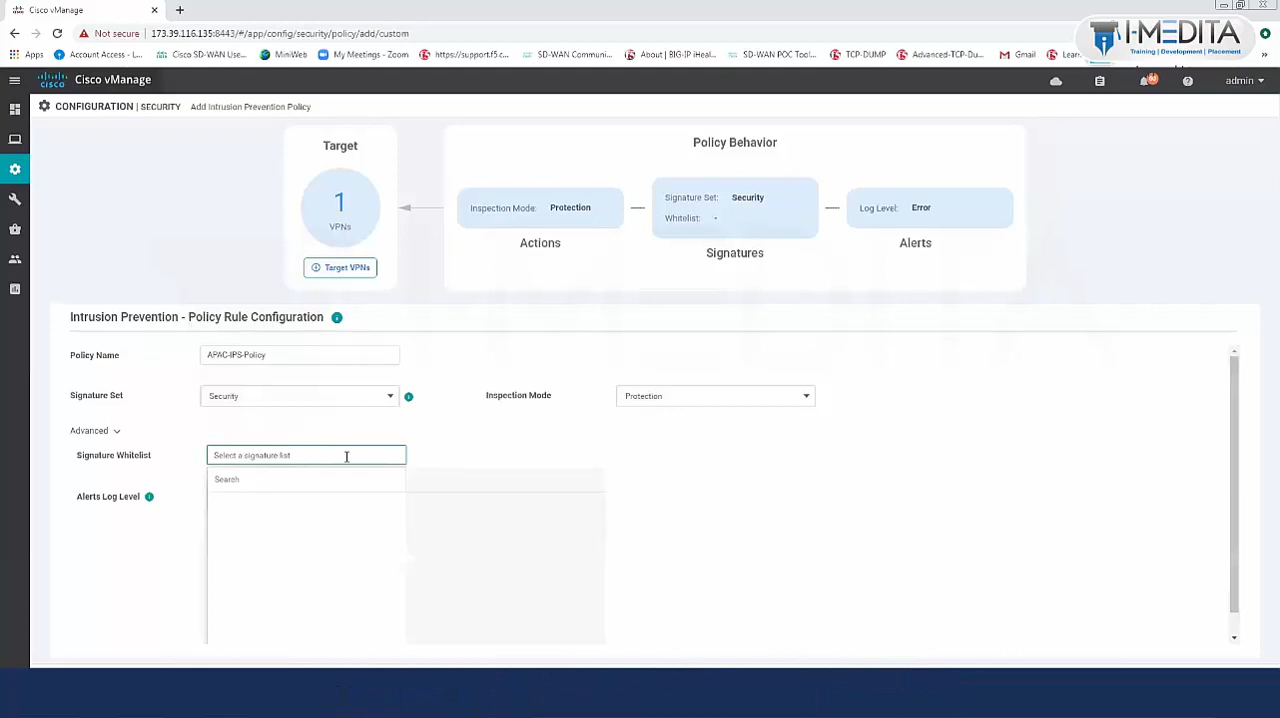 Cisco vManage
Not secure
173.39.116.135:8443/#/app/config/security/policy/add/custom
I-MEDITA
Training | Development | Placement
Apps
Account Access - L...
Cisco SD-WAN Use...
MiniWeb
My Meetings - Zoom
https://support.f5.c...
SD-WAN Communi...
About | BIG-IP iHeal...
SD-WAN POC Tool...
TCP-DUMP
Advanced-TCP-Du...
Gmail
»
CISCO
Cisco vManage
admin
CONFIGURATION | SECURITY Add Intrusion Prevention Policy
Target
1
VPNs
Target VPNs
Policy Behavior
Inspection Mode: Protection
Actions
Signature Set: Security
Whitelist: -
Signatures
Log Level: Error
Alerts
Intrusion Prevention - Policy Rule Configuration
Policy Name
APAC-IPS-Policy
Signature Set
Security
Inspection Mode
Protection
Advanced
Signature Whitelist
Select a signature list
Search
Alerts Log Level